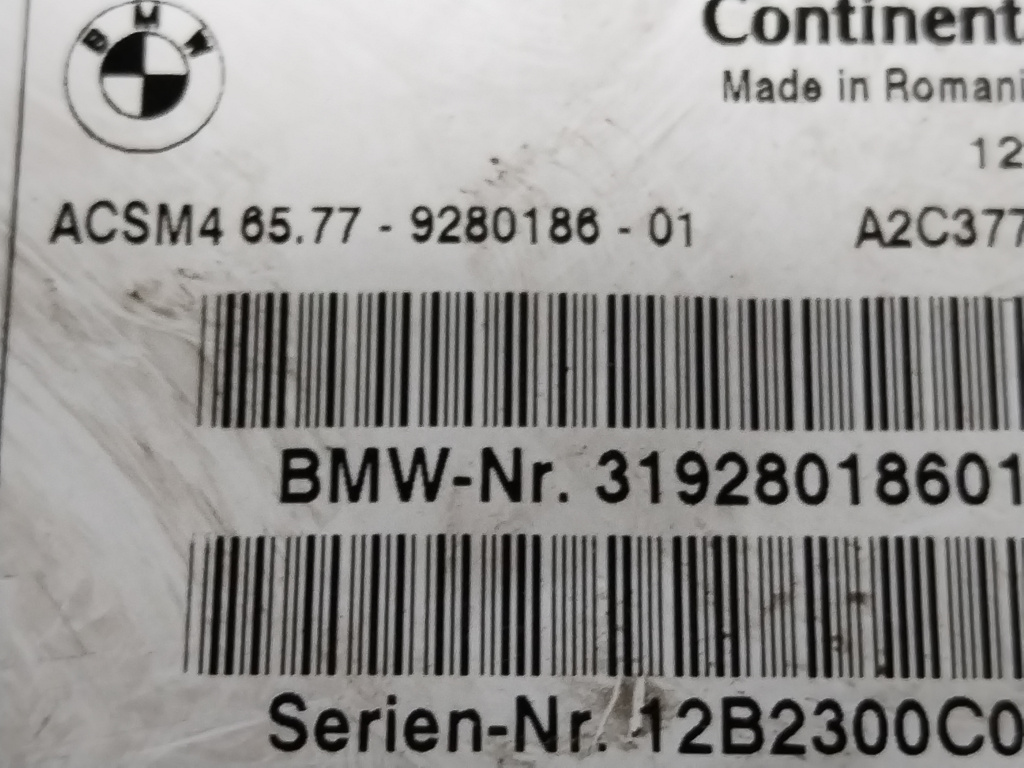 BMW
Continent
Made in Romani
12
ACSM4 65.77 - 9280186 - 01 A2C377
BMW-Nr. 31928018601
Serien-Nr. 12B2300C0